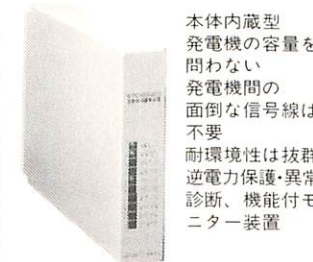 本体内蔵型
発電機の容量を
問わない
発電機間の
面倒な信号線は
不要
耐環境性は抜群
逆電力保護・異常
診断、機能付モ
ニター装置